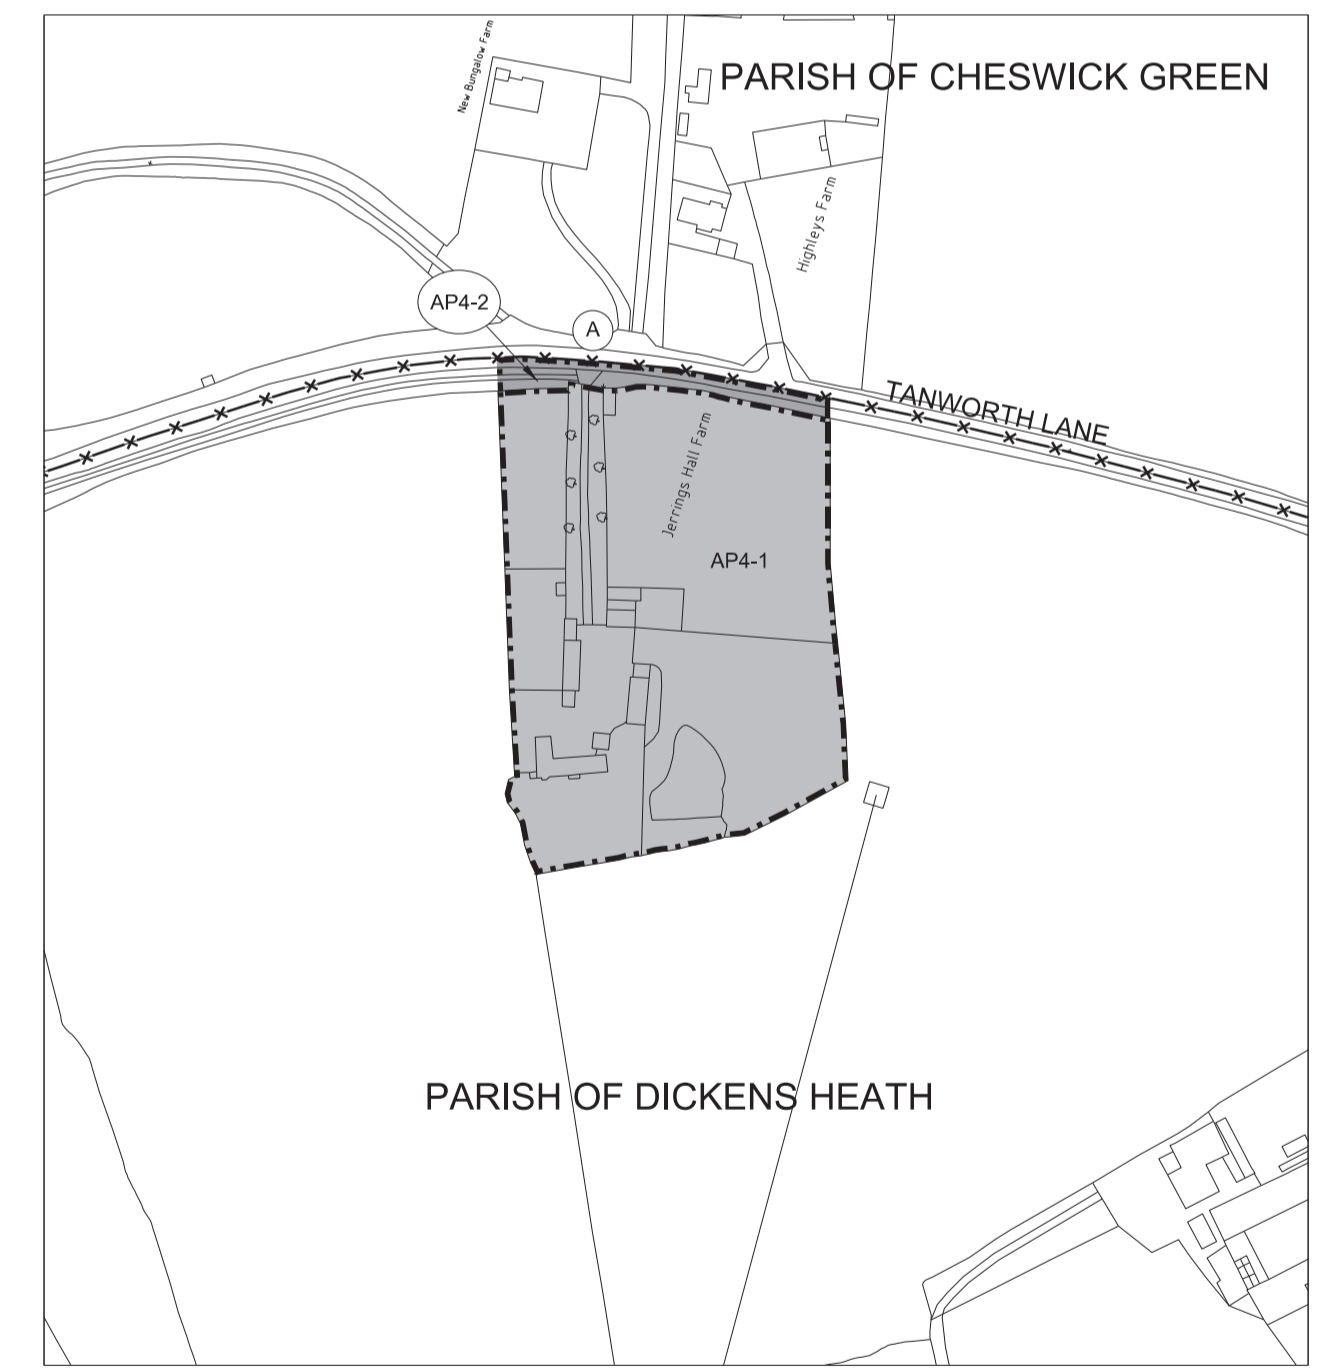 New Bungalow Farm
PARISH OF CHESWICK GREEN
Highleys Farm
AP4-2
A
TANWORTH LANE
Jerrings Hall Farm
AP4-1
PARISH OF DICKENS HEATH